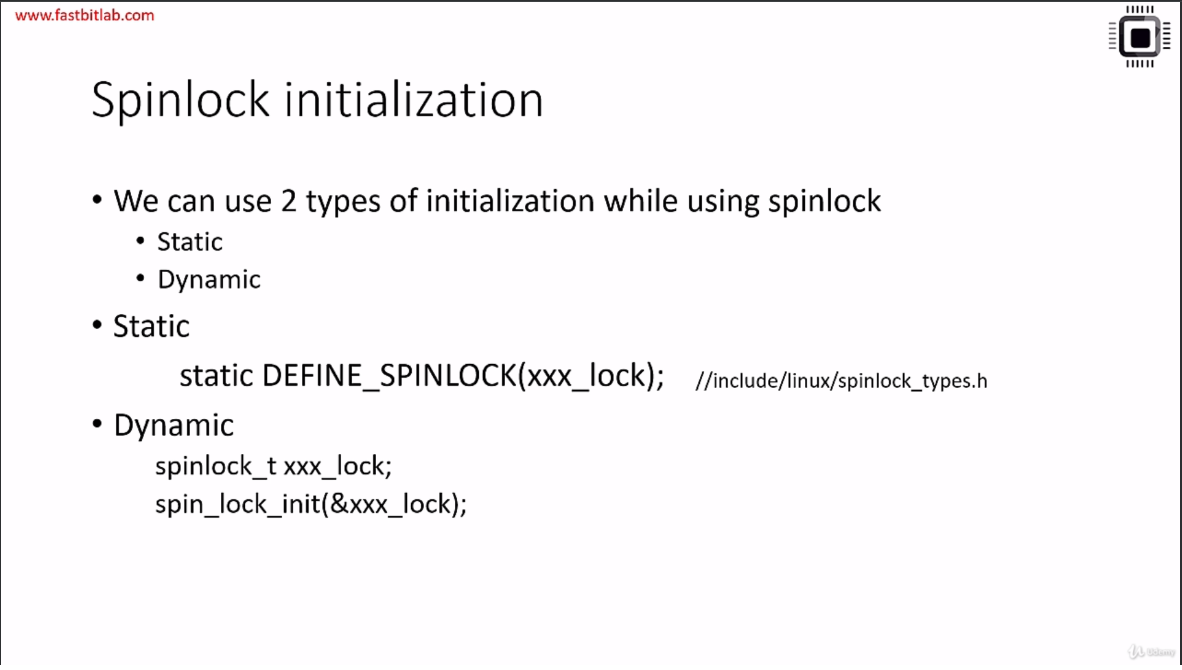 www.fastbitlab.com
Spinlock initialization
• We can use 2 types of initialization while using spinlock
• Static
• Dynamic
• Static
static DEFINE_SPINLOCK(xxx_lock); //include/linux/spinlock_types.h
• Dynamic
spinlock_t xxx_lock;
spin_lock_init(&xxx_lock);
Udemy